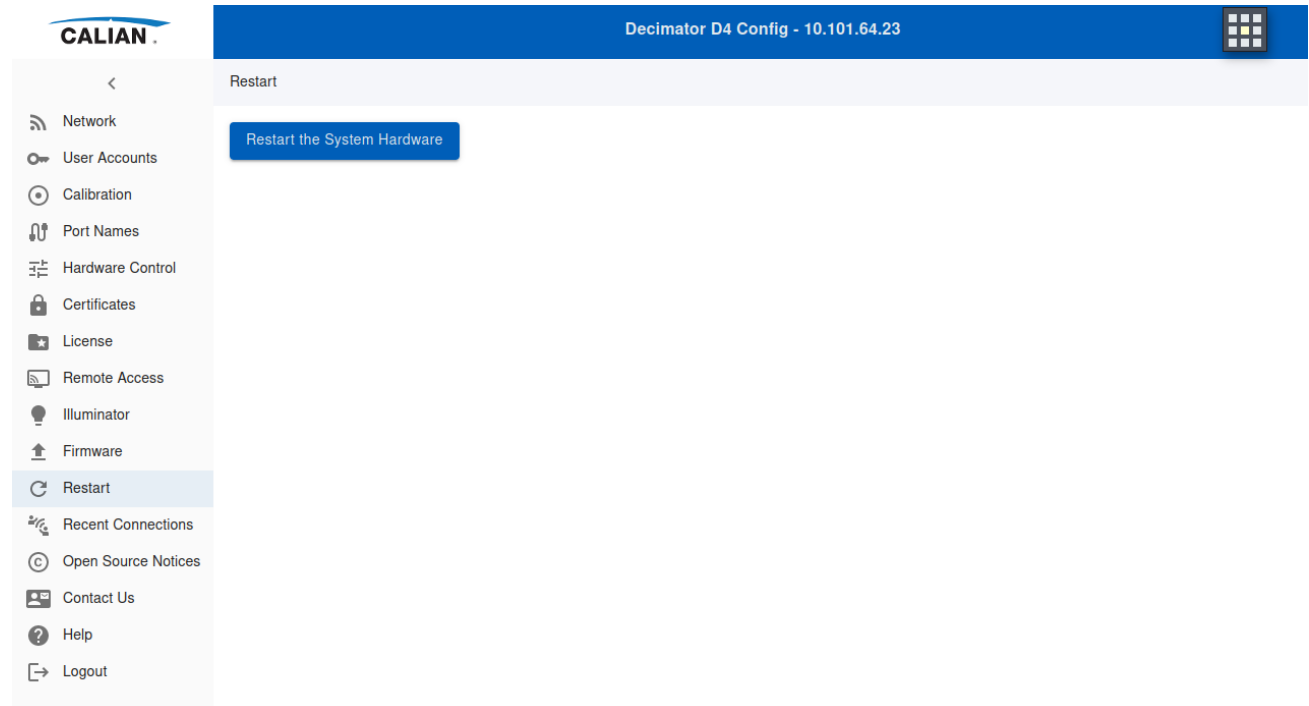 CALIAN.
Decimator D4 Config - 10.101.64.23
Restart
Restart the System Hardware
Network
User Accounts
Calibration
Port Names
Hardware Control
Certificates
License
Remote Access
Illuminator
Firmware
Restart
Recent Connections
Open Source Notices
Contact Us
Help
Logout